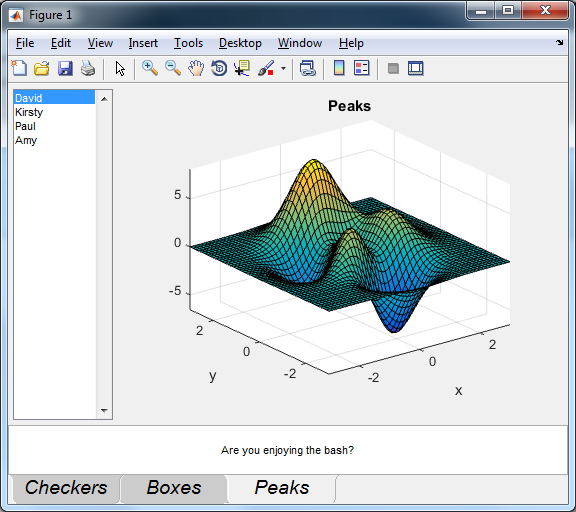 Figure 1
File Edit View Insert Tools Desktop Window Help
David
Kirsty
Paul
Amy
Peaks
5
0
-5
2
0
-2
y
-2
0
2
x
Are you enjoying the bash?
Checkers Boxes Peaks